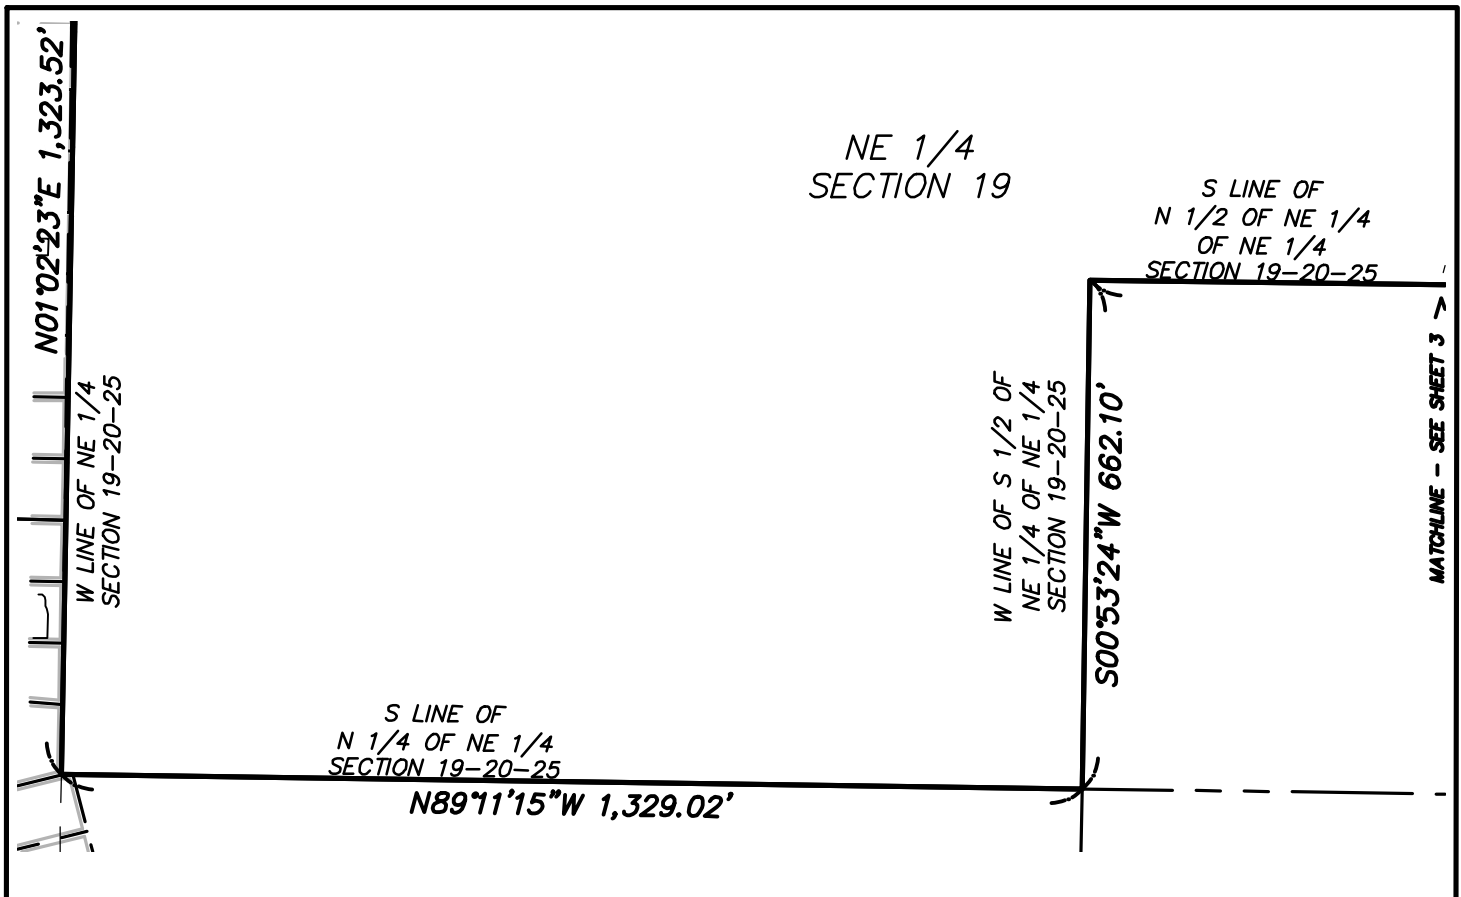 N01°02'23"E 1,323.52'
NE 1/4
SECTION 19
S LINE OF
N 1/2 OF NE 1/4
OF NE 1/4
SECTION 19-20-25
W LINE OF NE 1/4
SECTION 19-20-25
W LINE OF S 1/2 OF
NE 1/4 OF NE 1/4
SECTION 19-20-25
S00°53'24"W 662.10'
MATCHLINE - SEE SHEET 3 >
S LINE OF
N 1/4 OF NE 1/4
SECTION 19-20-25
N89°11'15"W 1,329.02'